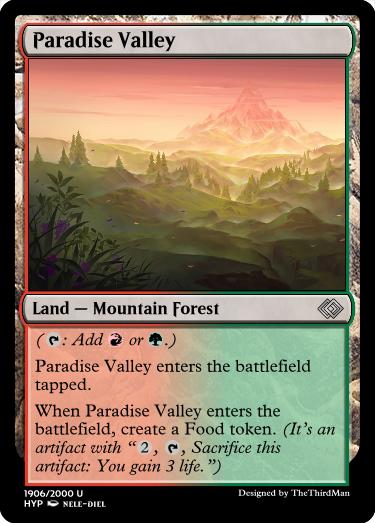 Paradise Valley
Land — Mountain Forest
(: Add or .)
Paradise Valley enters the battlefield
tapped.
When Paradise Valley enters the
battlefield, create a Food token. (It's an
artifact with “2, , Sacrifice this
artifact: You gain 3 life.”)
1906/2000 U
HYP NELE-DIEL
Designed by TheThirdMan